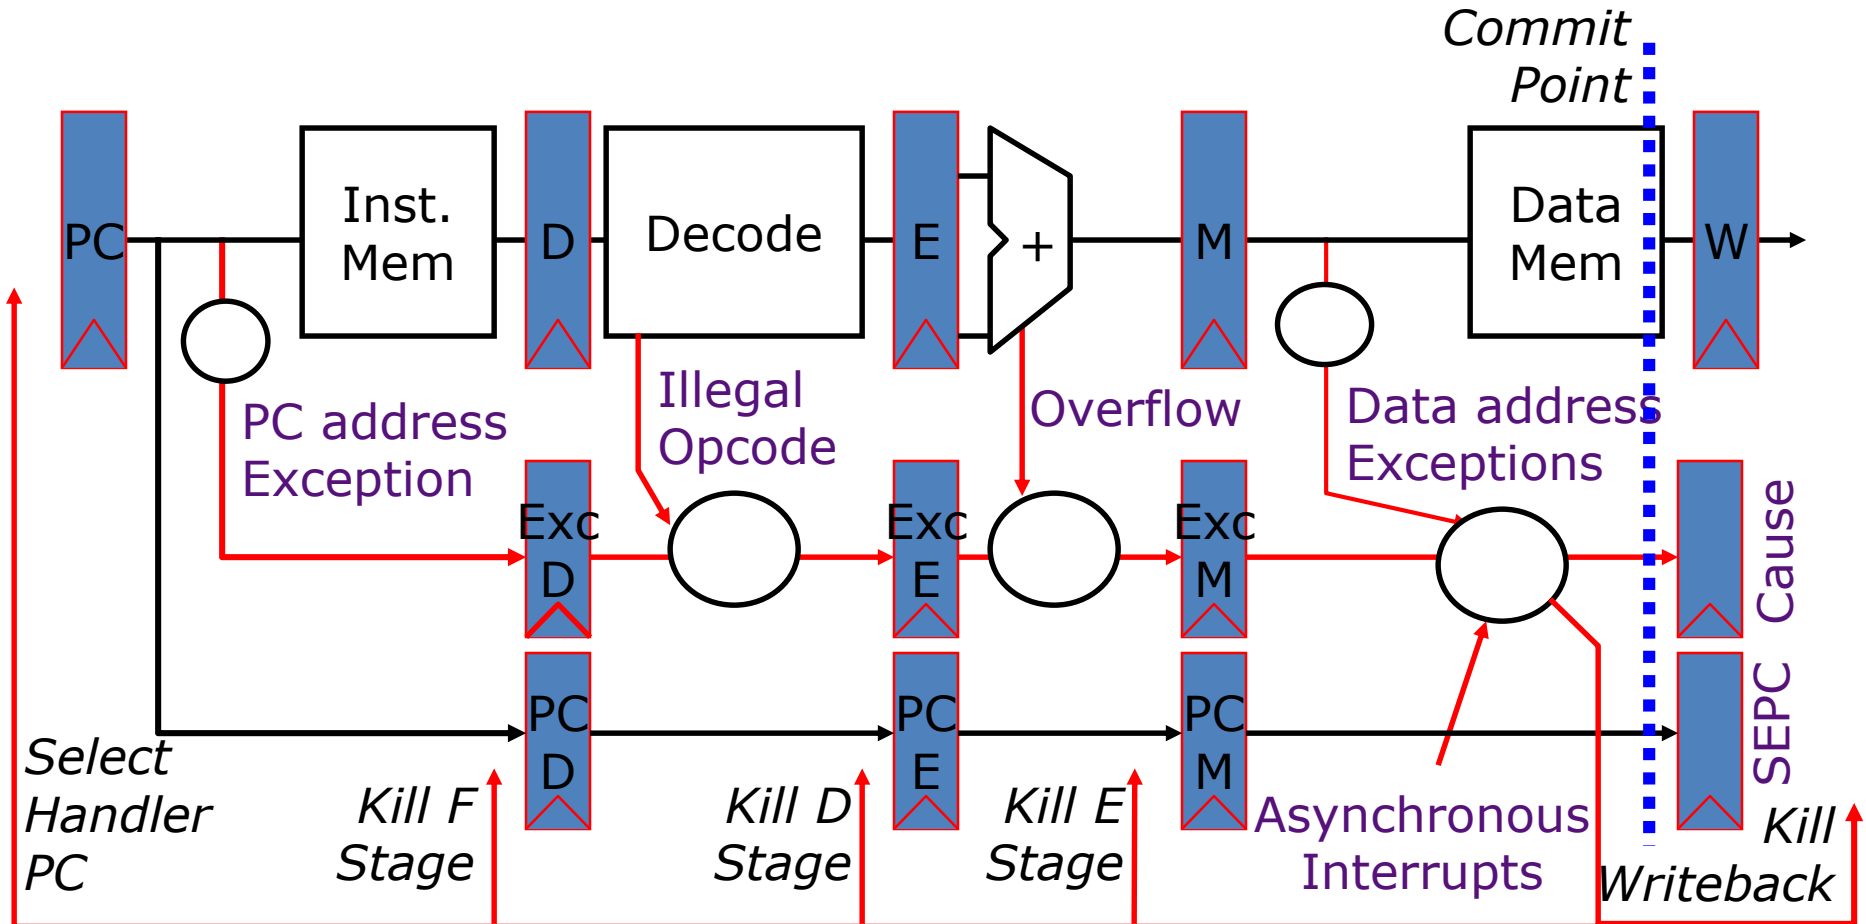 Commit
Point
PC
Inst.
Mem
D
Decode
E
+
M
Data
Mem
W
PC address
Exception
Illegal
Opcode
Overflow
Data address
Exceptions
Exc
D
Exc
E
Exc
M
Cause
PC
D
PC
E
PC
M
SEPC
Select
Handler
PC
Kill F
Stage
Kill D
Stage
Kill E
Stage
Asynchronous
Interrupts
Kill
Writeback